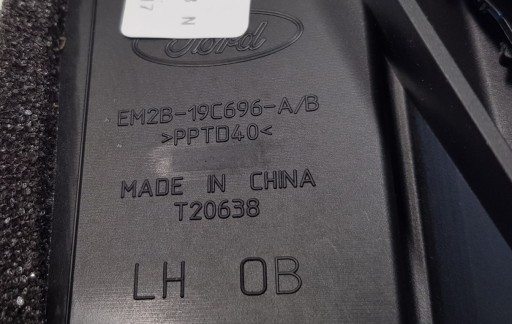 N
Ford
EM2B-19C696-A/B
>PPTD40<
MADE IN CHINA
T20638
LH OB